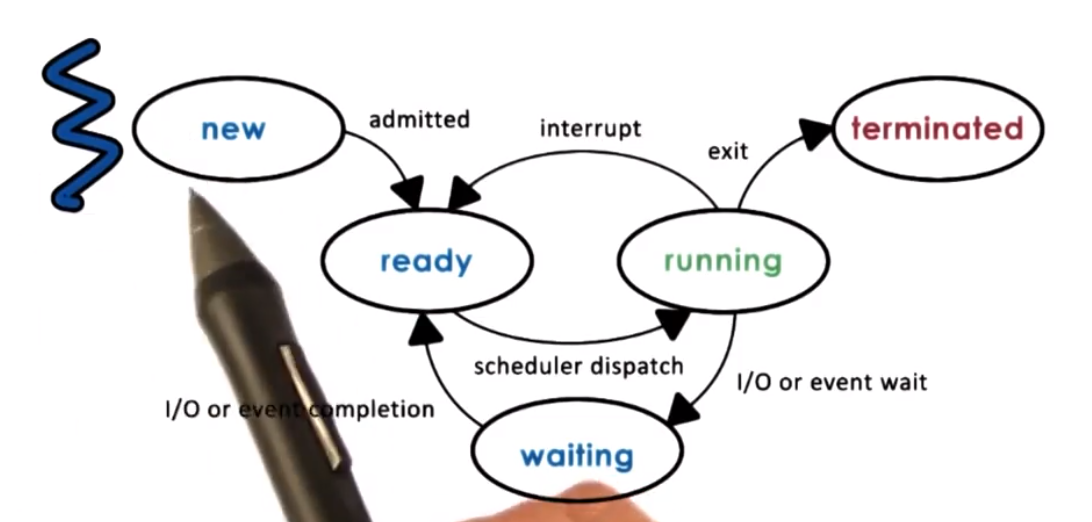 new
admitted
interrupt
exit
terminated
ready
running
scheduler dispatch
I/O or event wait
I/O or event completion
waiting